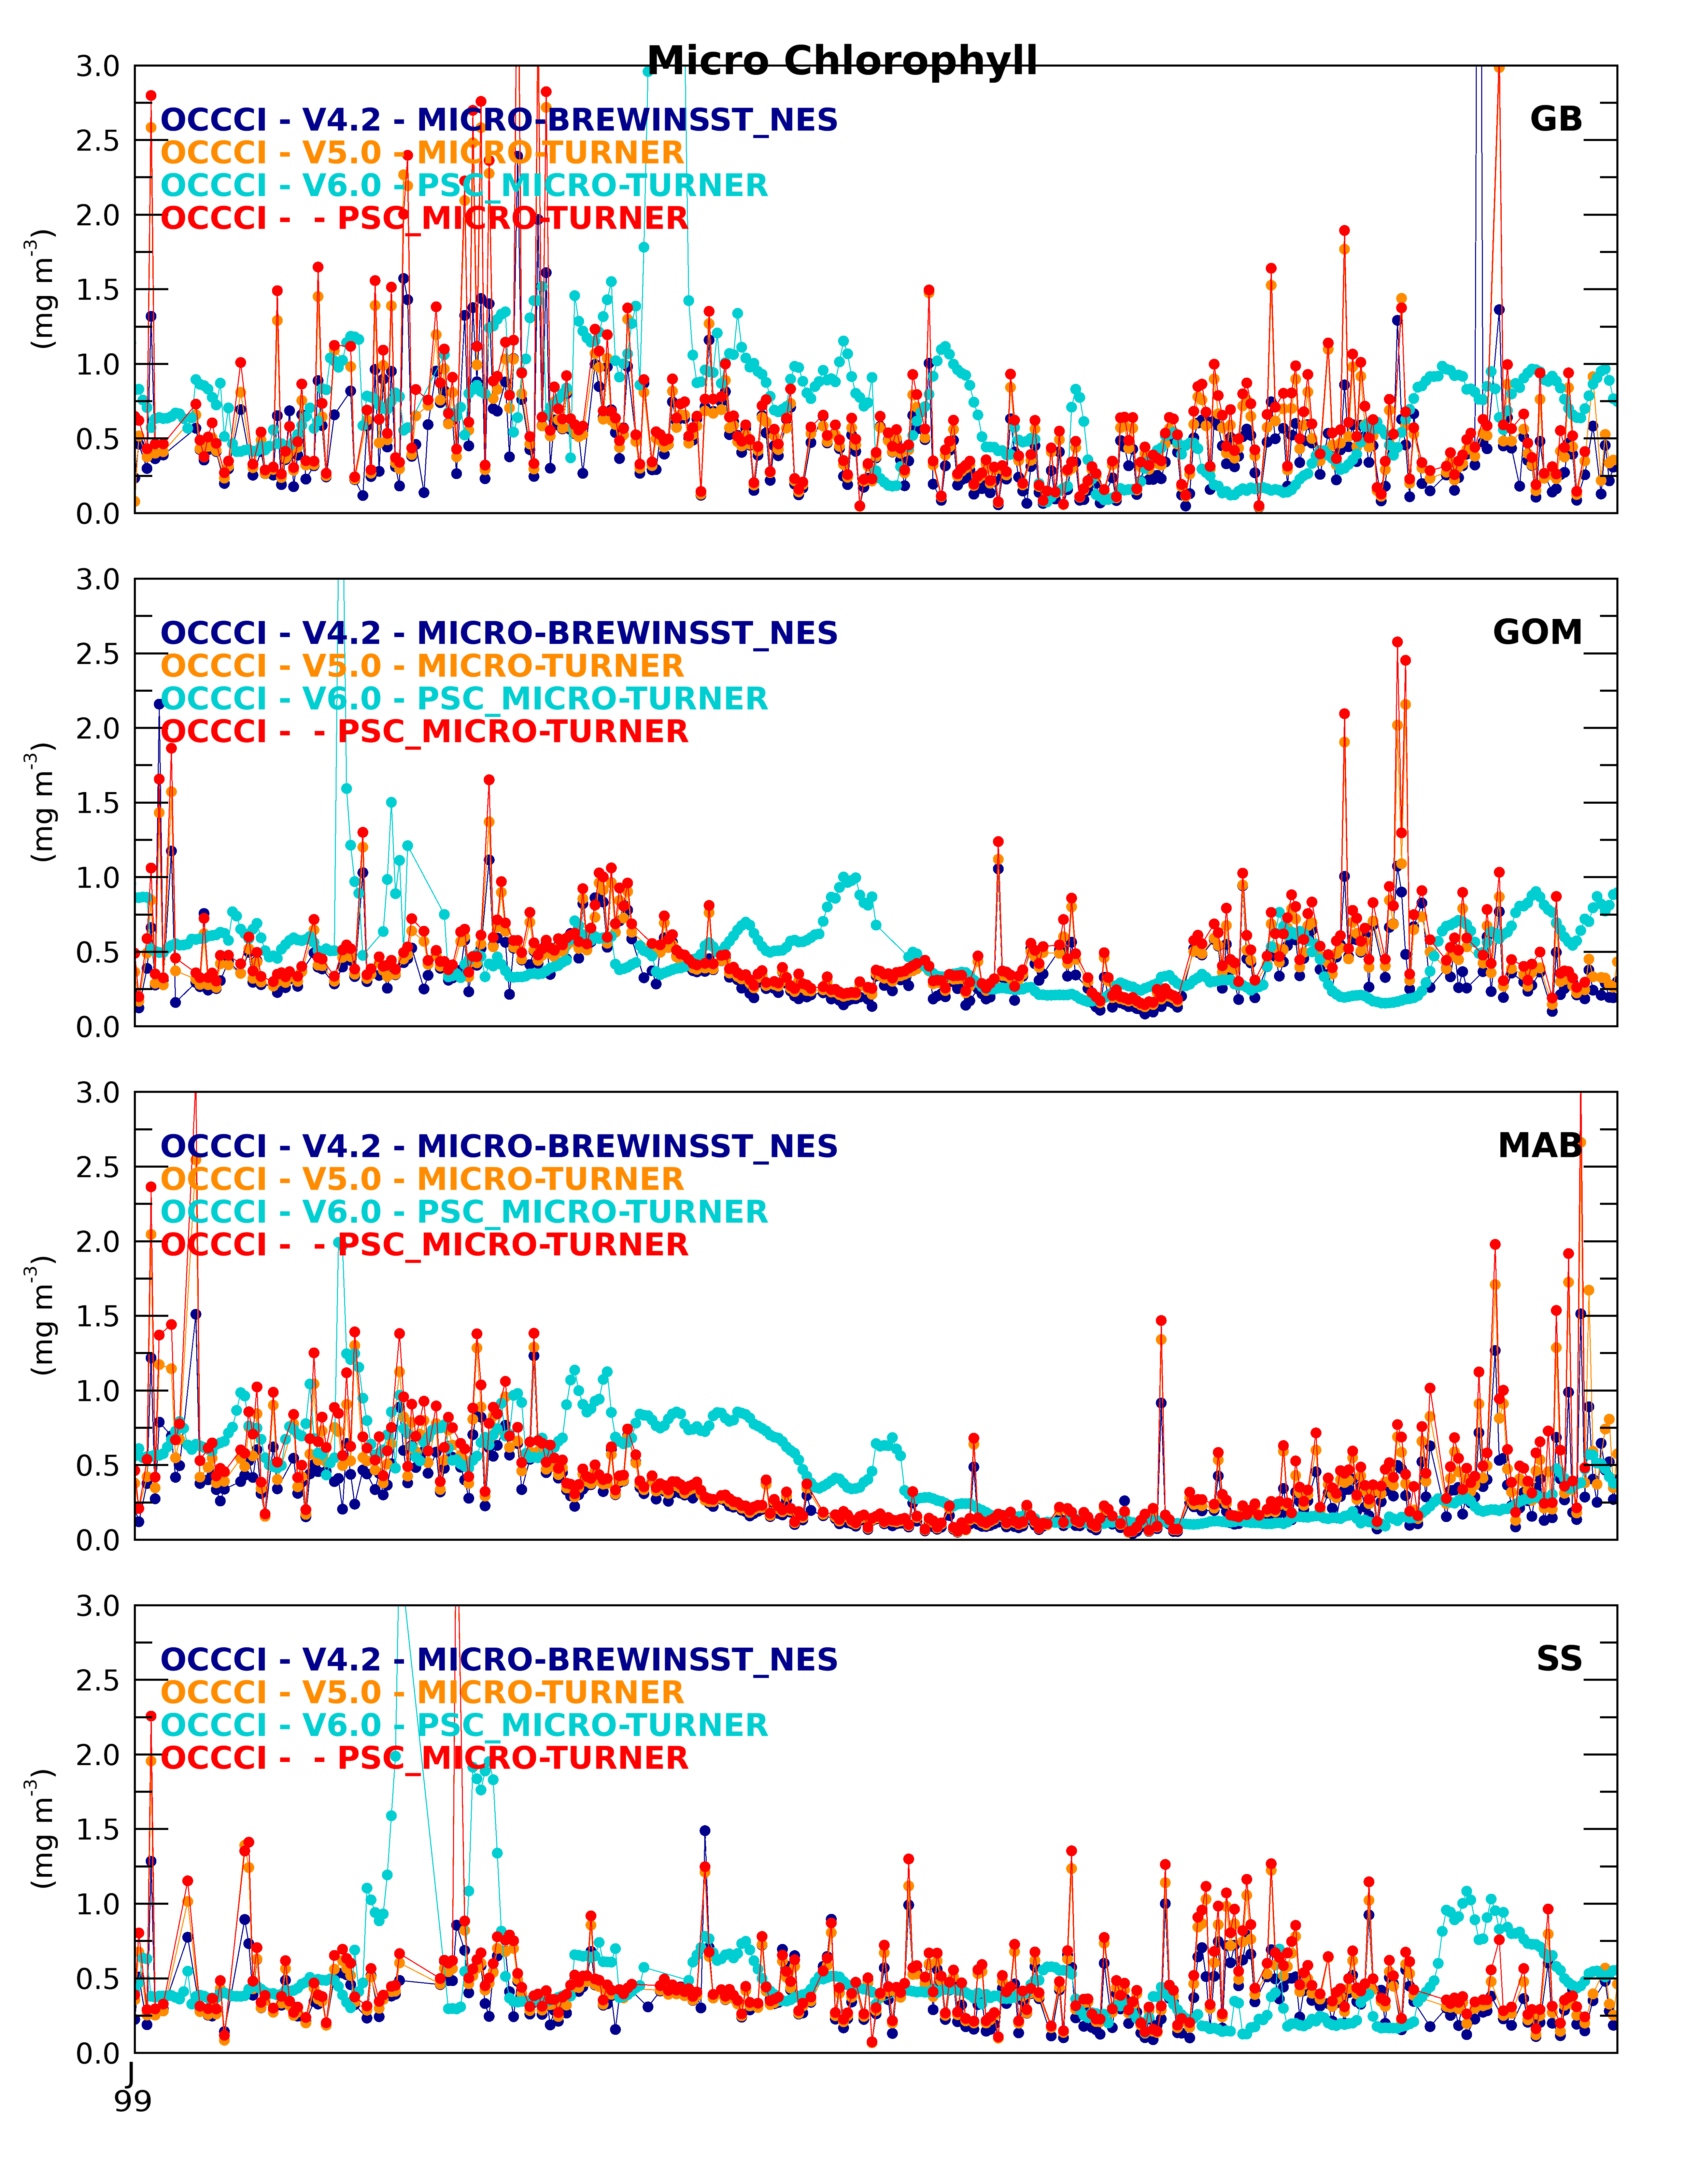 Micro Chlorophyll
3.0
2.5
2.0
1.5
1.0
0.5
0.0
(mg m-3)
OCCCI - V4.2 - MICRO-BREWINSST_NES
OCCCI - V5.0 - MICRO-TURNER
OCCCI - V6.0 - PSC_MICRO-TURNER
OCCCI -  - PSC_MICRO-TURNER
GB
3.0
2.5
2.0
1.5
1.0
0.5
0.0
(mg m-3)
OCCCI - V4.2 - MICRO-BREWINSST_NES
OCCCI - V5.0 - MICRO-TURNER
OCCCI - V6.0 - PSC_MICRO-TURNER
OCCCI -  - PSC_MICRO-TURNER
GOM
3.0
2.5
2.0
1.5
1.0
0.5
0.0
(mg m-3)
OCCCI - V4.2 - MICRO-BREWINSST_NES
OCCCI - V5.0 - MICRO-TURNER
OCCCI - V6.0 - PSC_MICRO-TURNER
OCCCI -  - PSC_MICRO-TURNER
MAB
3.0
2.5
2.0
1.5
1.0
0.5
0.0
(mg m-3)
OCCCI - V4.2 - MICRO-BREWINSST_NES
OCCCI - V5.0 - MICRO-TURNER
OCCCI - V6.0 - PSC_MICRO-TURNER
OCCCI -  - PSC_MICRO-TURNER
SS
J
99